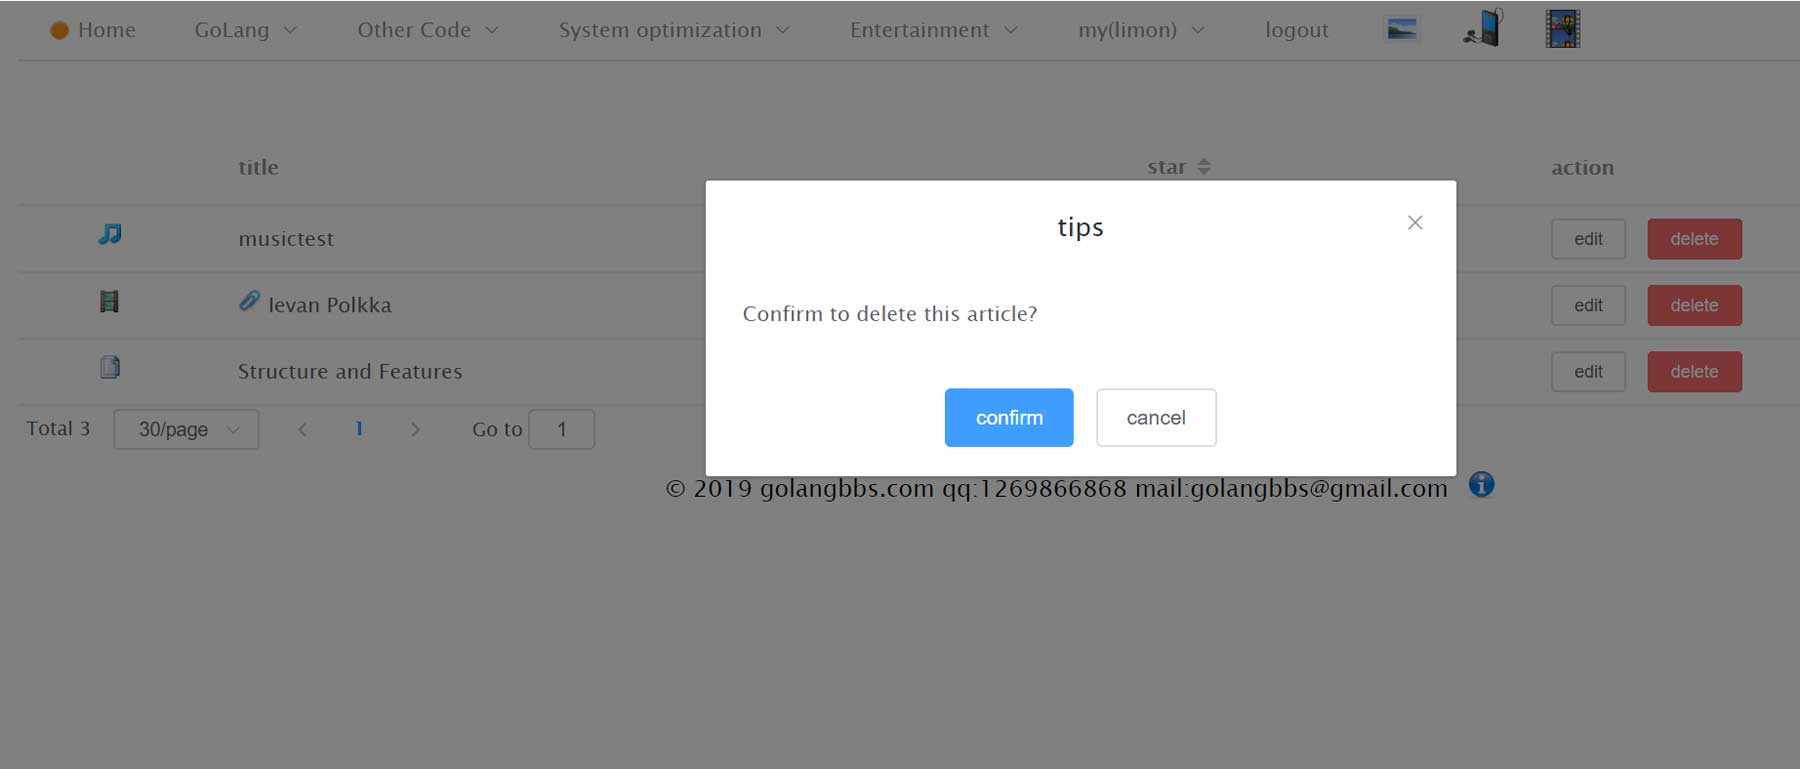 Home GoLang Other Code System optimization Entertainment my(limon) logout
title star action
tips
musictest edit delete
Ievan Polkka edit delete
Confirm to delete this article?
Structure and Features edit delete
confirm cancel
Total 3 30/page 1 Go to 1
© 2019 golangbbs.com qq:1269866868 mail:golangbbs@gmail.com